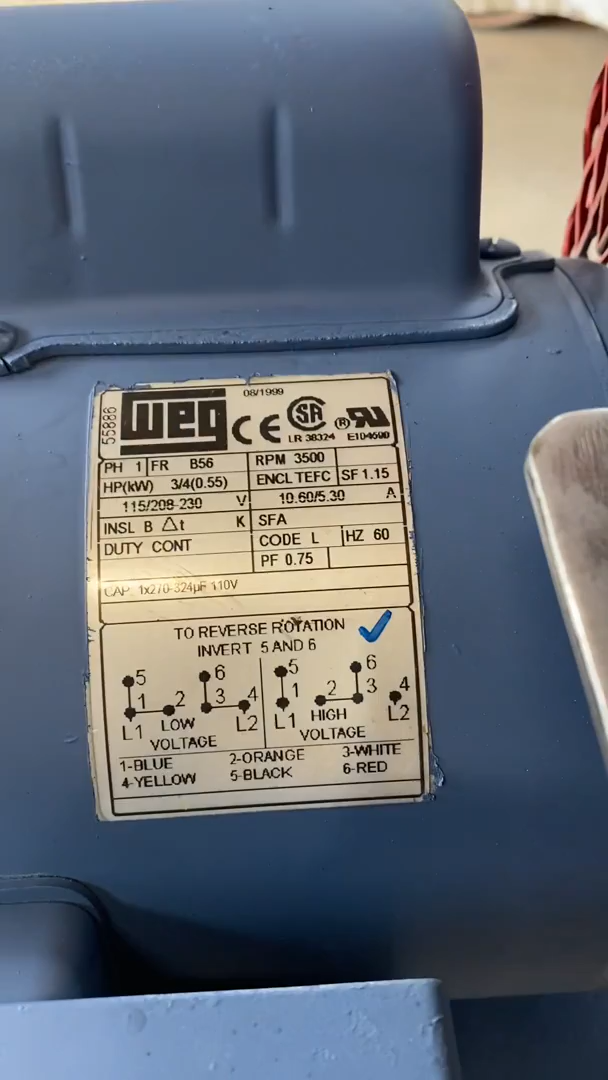 08/1999
55886
WEG CE SA ® RU
LR 38324 E104590
PH 1 FR B56 RPM 3500
HP(kW) 3/4(0.55) ENCL TEFC SF 1.15
115/208-230 V 10.60/5.30 A
INSL B Δt K SFA
DUTY CONT CODE L HZ 60
PF 0.75
CAP. 1x270-324µF 110V
TO REVERSE ROTATION
INVERT 5 AND 6
5 6 5 6
1 2 3 4 1 2 3 4
L1 LOW L2 L1 HIGH L2
VOLTAGE VOLTAGE
1-BLUE 2-ORANGE 3-WHITE
4-YELLOW 5-BLACK 6-RED